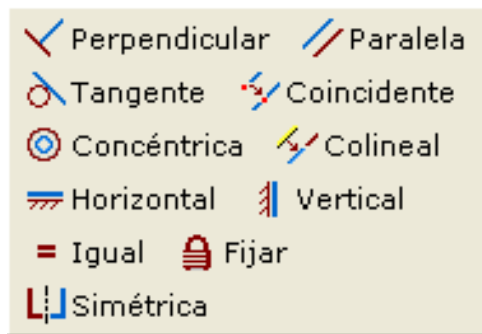 Perpendicular Paralela
Tangente Coincidente
Concéntrica Colineal
Horizontal Vertical
Igual Fijar
Simétrica